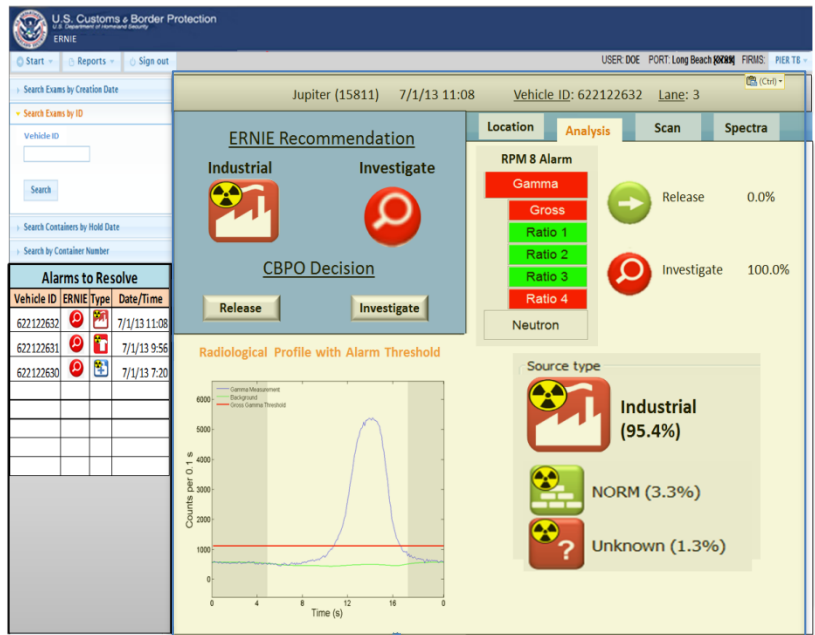 U.S. Customs & Border Protection
U.S. Department of Homeland Security
ERNIE
Start
Reports
Sign out
USER: DOE PORT: Long Beach FIRMS: PIER TB
Search Exams by Creation Date
Search Exams by ID
Vehicle ID
Search
Search Containers by Hold Date
Search by Container Number
Alarms to Resolve
Vehicle ID ERNIE Type Date/Time
622122632 7/1/13 11:08
622122631 7/1/13 9:56
622122630 7/1/13 7:20
(Ctrl)
Jupiter (15811) 7/1/13 11:08 Vehicle ID: 622122632 Lane: 3
ERNIE Recommendation
Industrial Investigate
CBPO Decision
Release Investigate
Radiological Profile with Alarm Threshold
Gamma Measurement
Background
Gross Gamma Threshold
6000
5000
4000
3000
2000
1000
0
Counts per 0.1 s
0 4 8 12 16 0
Time (s)
Location Analysis Scan Spectra
RPM 8 Alarm
Gamma
Gross
Ratio 1
Ratio 2
Ratio 3
Ratio 4
Neutron
Release 0.0%
Investigate 100.0%
Source type
Industrial
(95.4%)
NORM (3.3%)
?
Unknown (1.3%)